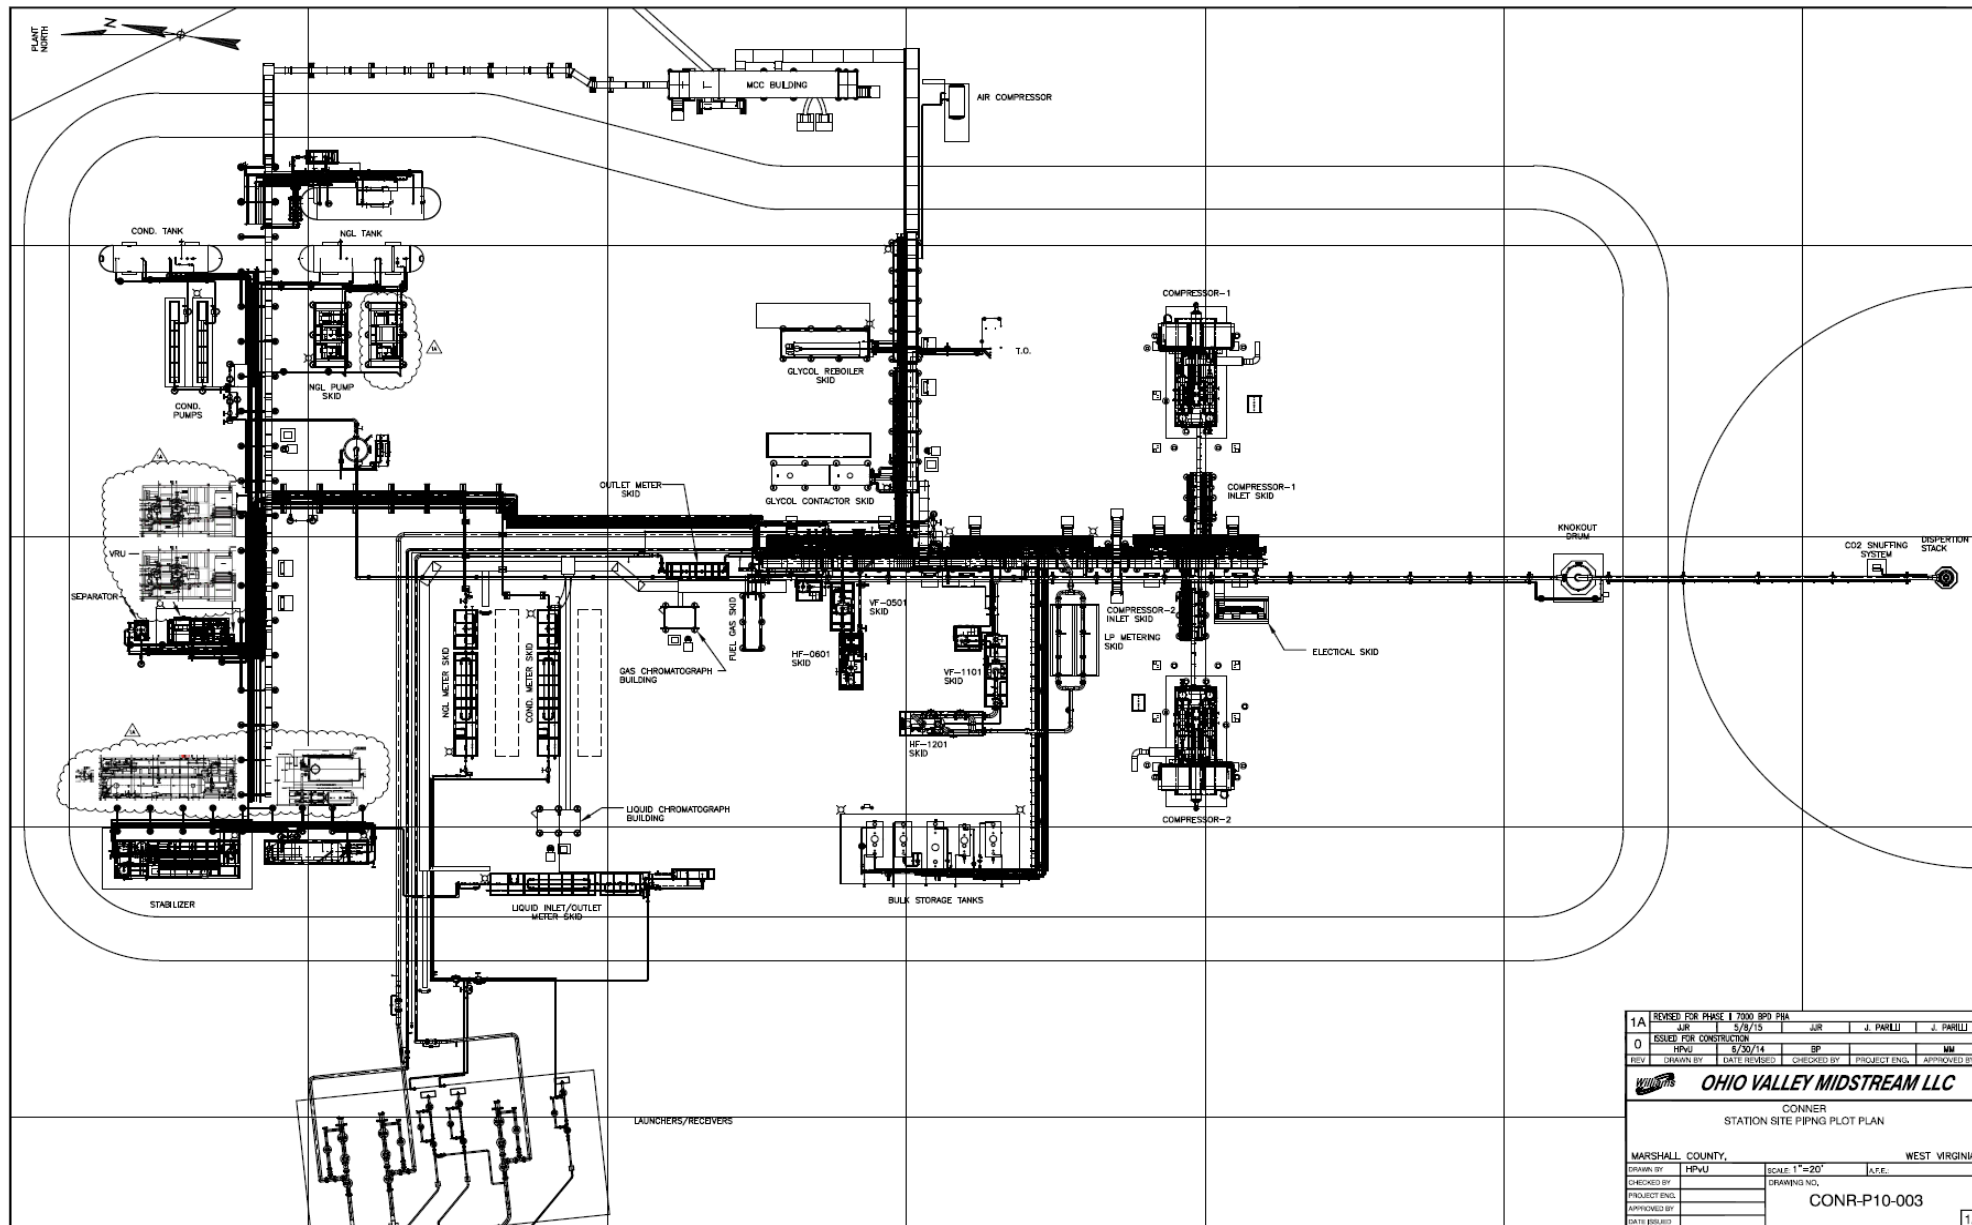 PLANT
NORTH
N
MCC BUILDING
AIR COMPRESSOR
COND. TANK
NGL TANK
COMPRESSOR-1
1A
T.O.
GLYCOL REBOILER
SKID
NGL PUMP
SKID
COND.
PUMPS
1A
OUTLET METER
SKID
GLYCOL CONTACTOR SKID
COMPRESSOR-1
INLET SKID
KNOKOUT
DRUM
CO2 SNUFFING
SYSTEM
DISPERTION
STACK
VRU
SEPARATOR
VF-0501
SKID
COMPRESSOR-2
INLET SKID
LP METERING
SKID
FUEL GAS SKID
HF-0601
SKID
ELECTICAL SKID
NGL METER SKID
COND. METER SKID
GAS CHROMATOGRAPH
BUILDING
VF-1101
SKID
1A
HF-1201
SKID
LIQUID CHROMATOGRAPH
BUILDING
COMPRESSOR-2
STABILIZER
LIQUID INLET/OUTLET
METER SKID
BULK STORAGE TANKS
LAUNCHERS/RECEIVERS
1A REVISED FOR PHASE II 7000 BPD PHA
JJR 5/8/15 JJR J. PARILLI J. PARILLI
0 ISSUED FOR CONSTRUCTION
HPvU 6/30/14 BP MM
REV DRAWN BY DATE REVISED CHECKED BY PROJECT ENG. APPROVED BY
Williams OHIO VALLEY MIDSTREAM LLC
CONNER
STATION SITE PIPNG PLOT PLAN
MARSHALL COUNTY, WEST VIRGINIA
DRAWN BY HPvU SCALE: 1"=20' A.F.E.:
CHECKED BY DRAWING NO.
PROJECT ENG. CONR-P10-003
APPROVED BY
DATE ISSUED